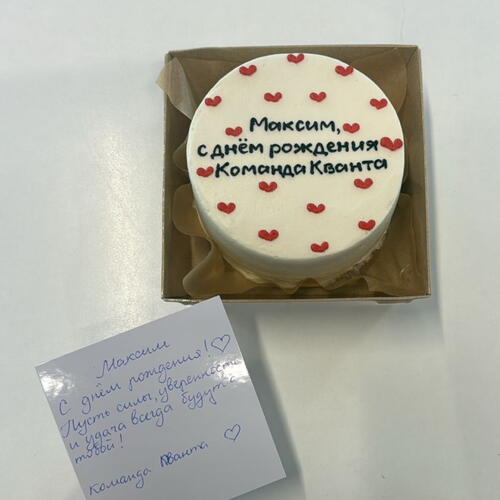 Максим,
с днём рождения
Команда Кванта
Максим
С днём рождения!
Пусть силы, уверенность
и удача всегда будут с
тобой!
Команда Кванта